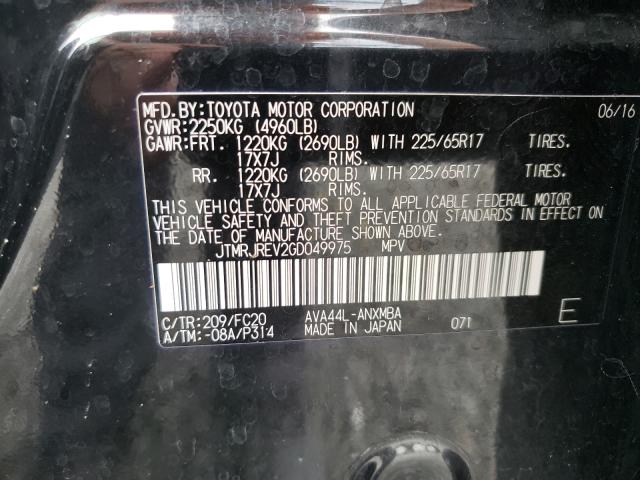 MFD.BY:TOYOTA MOTOR CORPORATION 06/16
GVWR:2250KG (4960LB)
GAWR:FRT. 1220KG (2690LB) WITH 225/65R17 TIRES.
17X7J RIMS.
RR. 1220KG (2690LB) WITH 225/65R17 TIRES.
17X7J RIMS.
THIS VEHICLE CONFORMS TO ALL APPLICABLE FEDERAL MOTOR
VEHICLE SAFETY AND THEFT PREVENTION STANDARDS IN EFFECT ON
THE DATE OF MANUFACTURE SHOWN ABOVE.
JTMRJREV2GD049975 MPV
C/TR:209/FC20 AVA44L-ANXMBA
A/TM:-08A/P314 MADE IN JAPAN 071 E